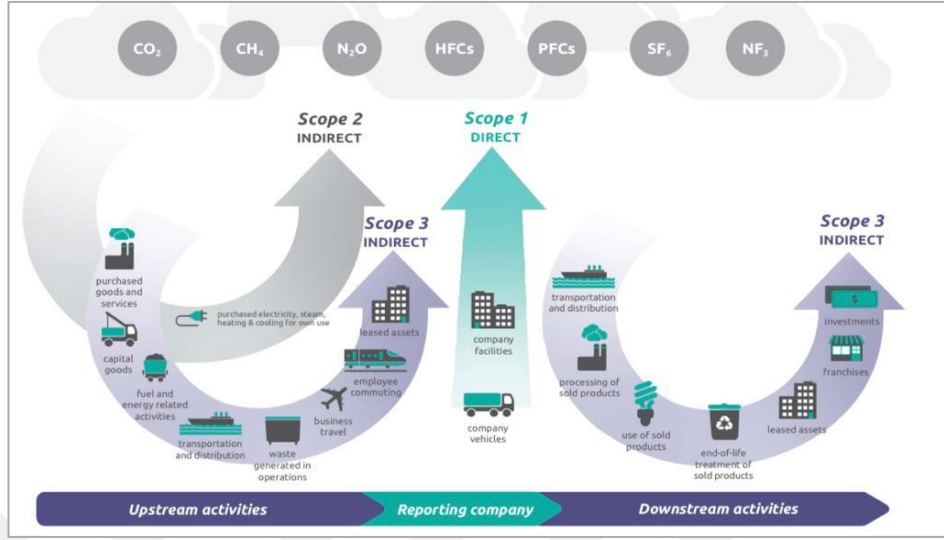 CO₂
CH₄
N₂O
HFCs
PFCs
SF₆
NF₃
Scope 2
INDIRECT
Scope 1
DIRECT
Scope 3
INDIRECT
Scope 3
INDIRECT
purchased
goods and
services
capital
goods
fuel and
energy related
activities
transportation
and distribution
waste
generated in
operations
business
travel
employee
commuting
leased assets
purchased electricity, steam,
heating & cooling for own use
company
facilities
company
vehicles
transportation
and distribution
processing of
sold products
use of sold
products
end-of-life
treatment of
sold products
leased assets
franchises
$
investments
Upstream activities
Reporting company
Downstream activities